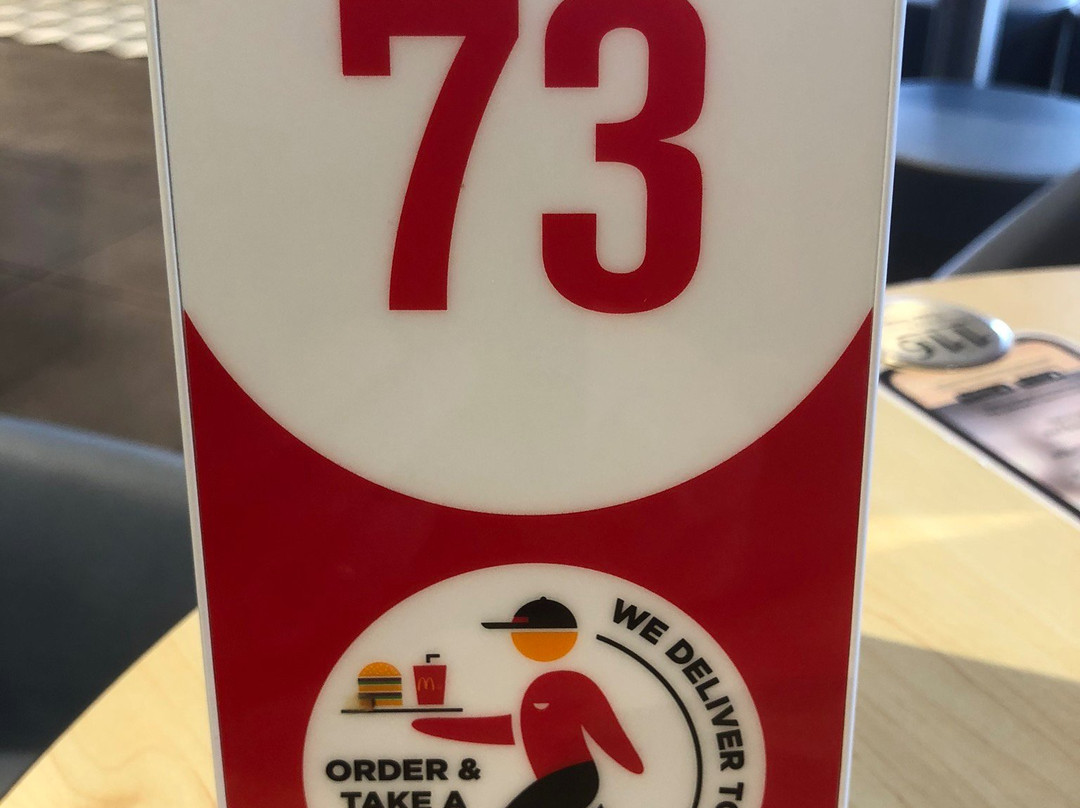 73
WE DELIVER TO
ORDER &
TAKE A